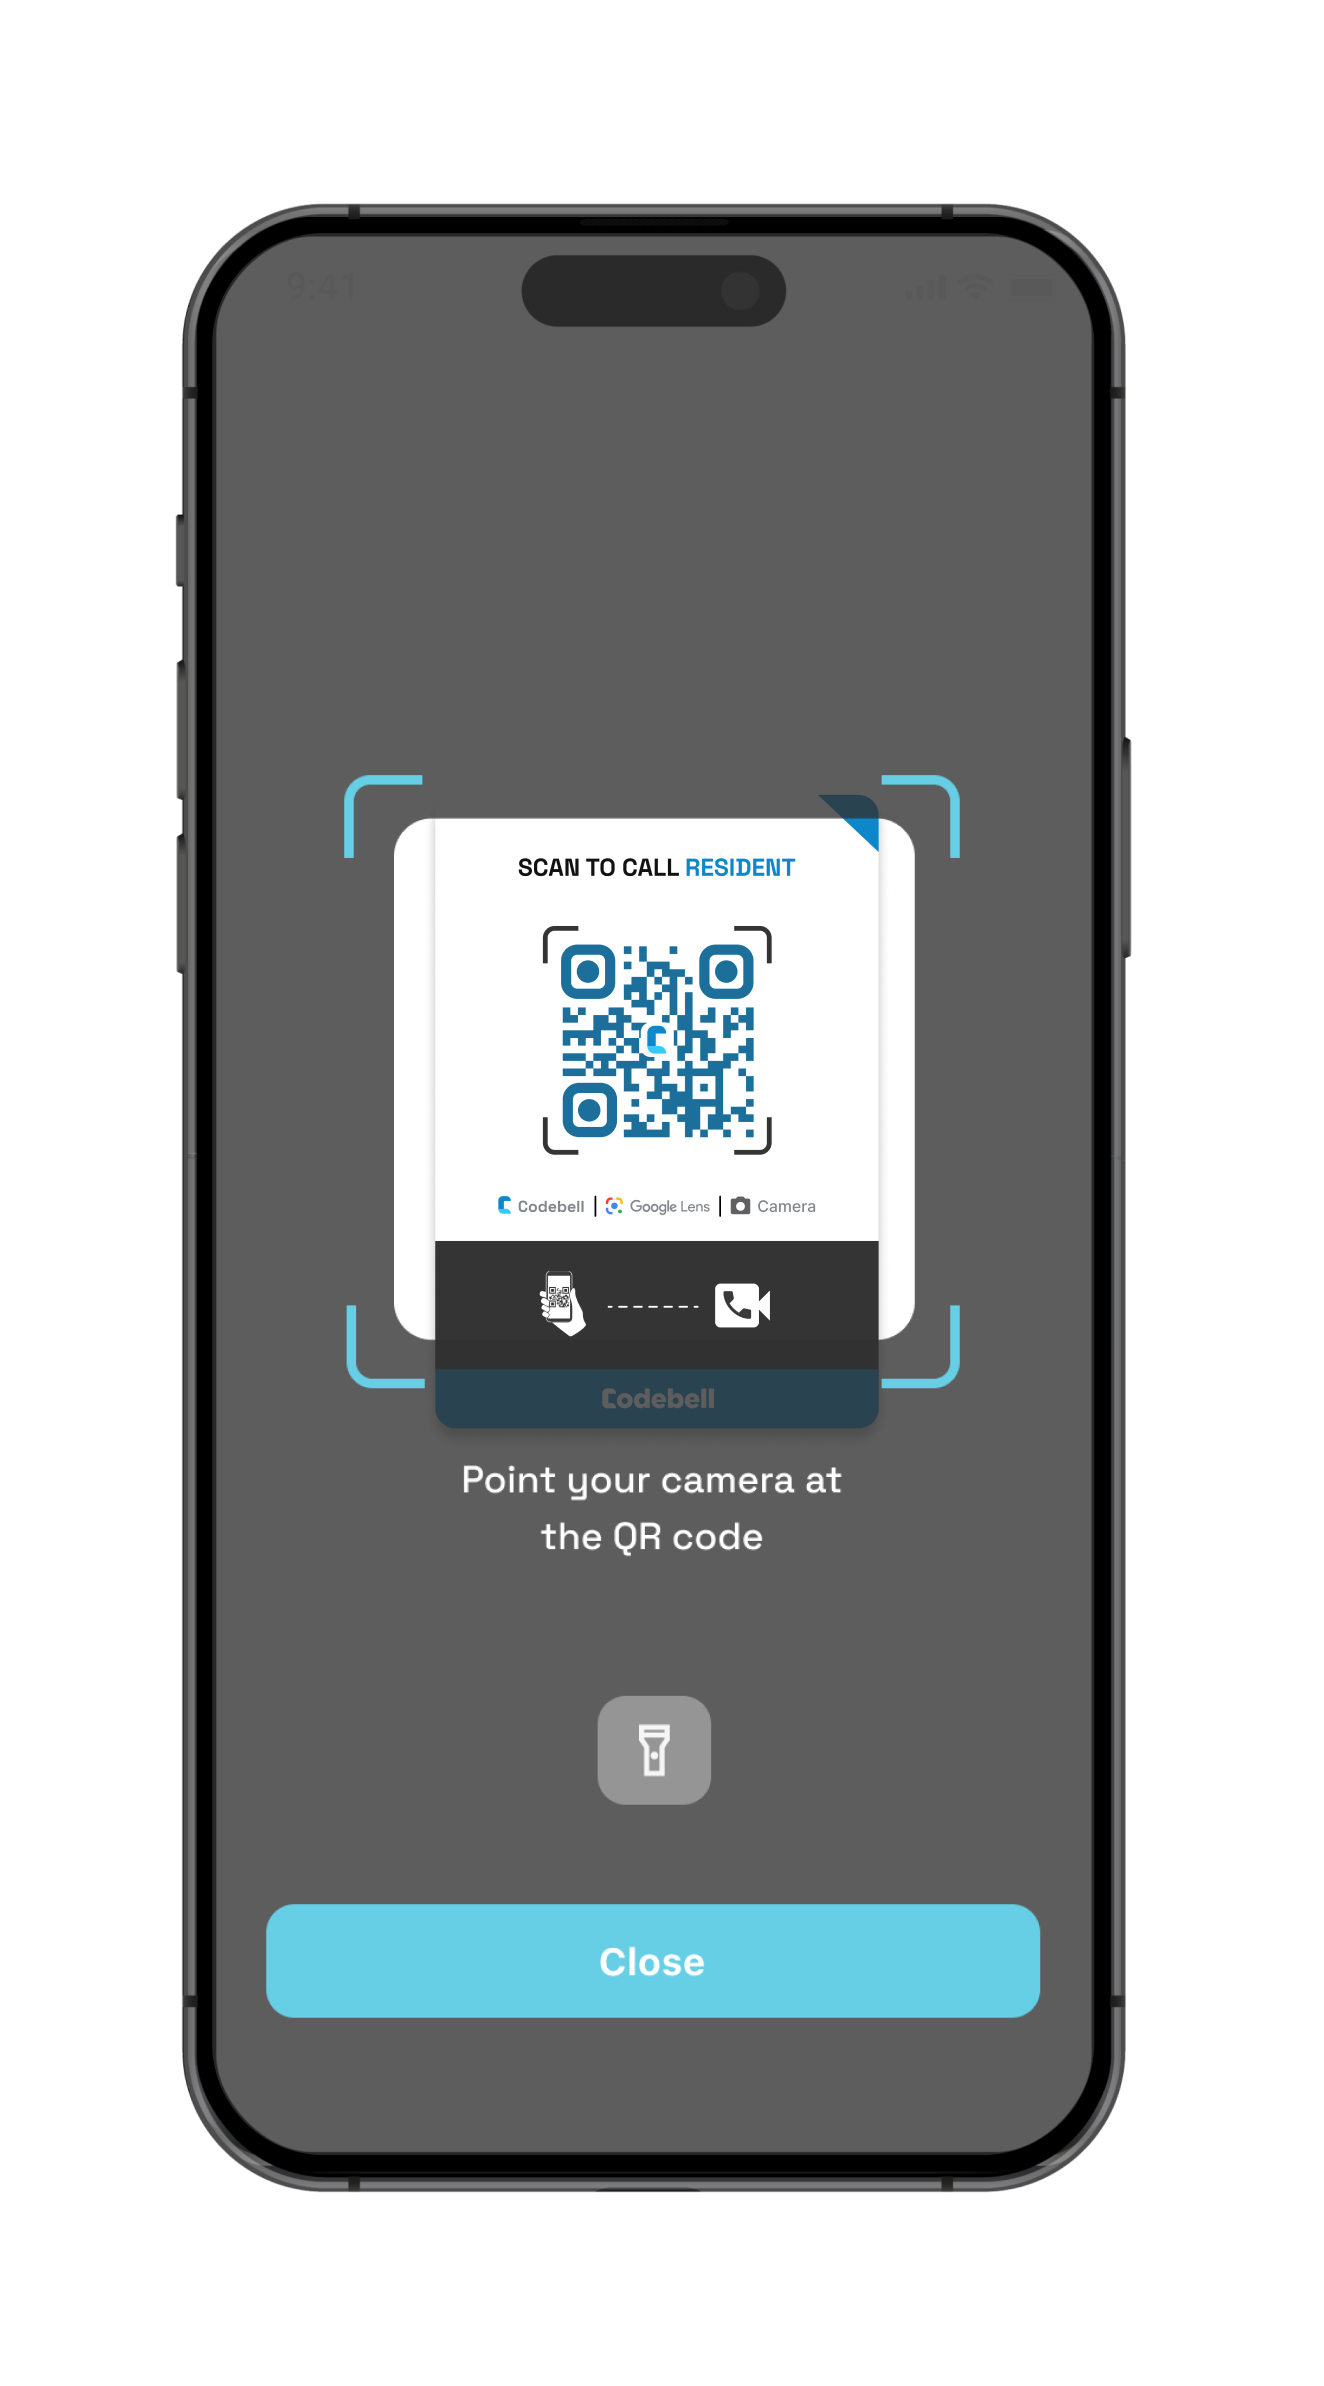 9:41
SCAN TO CALL RESIDENT
Codebell | Google Lens | Camera
Codebell
Point your camera at
the QR code
Close